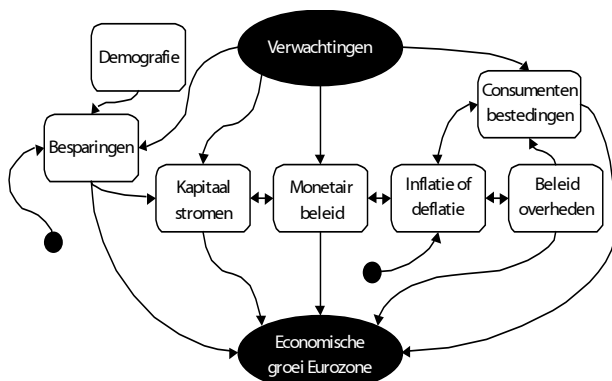 Verwachtingen
Demografie
Consumenten
bestedingen
Besparingen
Kapitaal
stromen
Monetair
beleid
Inflatie of
deflatie
Beleid
overheden
Economische
groei Eurozone